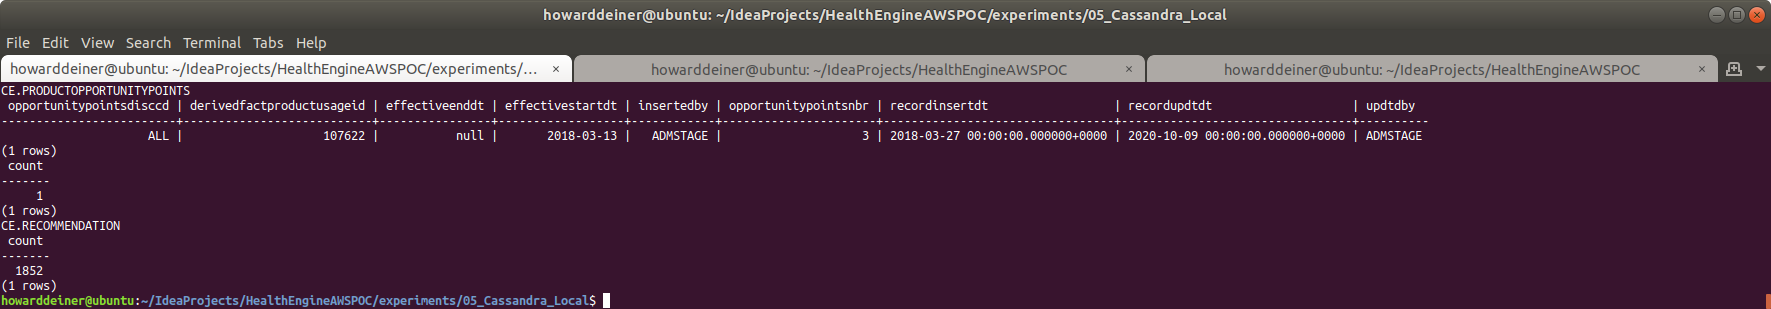 howarddeiner@ubuntu: ~/IdeaProjects/HealthEngineAWSPOC/experiments/05_Cassandra_Local
File Edit View Search Terminal Tabs Help
howarddeiner@ubuntu: ~/IdeaProjects/HealthEngineAWSPOC/experiments/... × howarddeiner@ubuntu: ~/IdeaProjects/HealthEngineAWSPOC × howarddeiner@ubuntu: ~/IdeaProjects/HealthEngineAWSPOC ×
CE.PRODUCTOPPORTUNITYPOINTS
 opportunitypointsdisccd | derivedfactproductusageid | effectiveenddt | effectivestartdt | insertedby | opportunitypointsnbr | recordinsertdt                  | recordupdtdt                    | updtdby
-------------------------+---------------------------+----------------+------------------+------------+----------------------+---------------------------------+---------------------------------+----------
                     ALL |                    107622 |           null |       2018-03-13 |   ADMSTAGE |                    3 | 2018-03-27 00:00:00.000000+0000 | 2020-10-09 00:00:00.000000+0000 | ADMSTAGE
(1 rows)
 count
-------
     1
(1 rows)
CE.RECOMMENDATION
 count
-------
  1852
(1 rows)
howarddeiner@ubuntu:~/IdeaProjects/HealthEngineAWSPOC/experiments/05_Cassandra_Local$